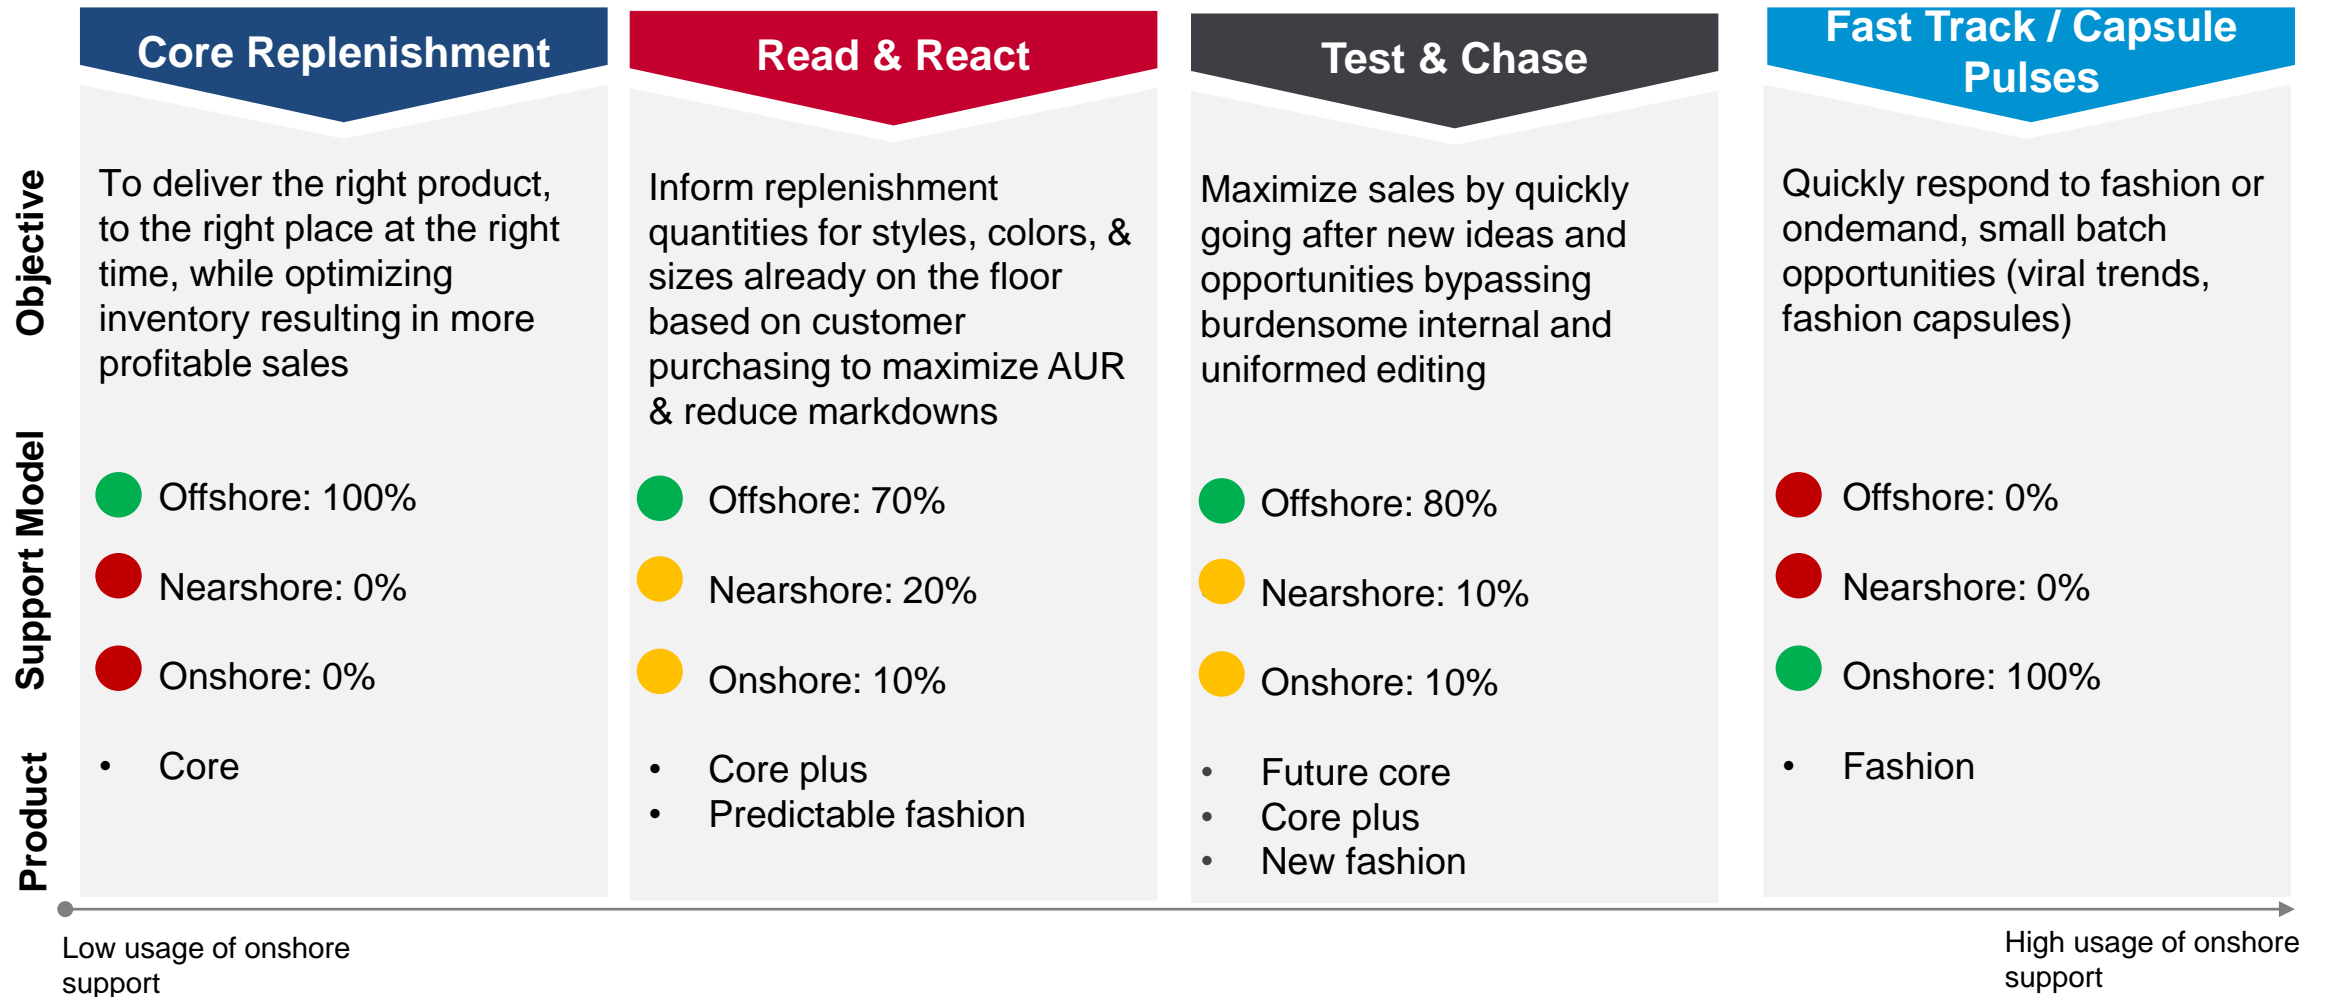 Core Replenishment
Read & React
Test & Chase
Fast Track / Capsule
Pulses
Objective
To deliver the right product,
to the right place at the right
time, while optimizing
inventory resulting in more
profitable sales
Inform replenishment
quantities for styles, colors, &
sizes already on the floor
based on customer
purchasing to maximize AUR
& reduce markdowns
Maximize sales by quickly
going after new ideas and
opportunities bypassing
burdensome internal and
uniformed editing
Quickly respond to fashion or
ondemand, small batch
opportunities (viral trends,
fashion capsules)
Support Model
Offshore: 100%
Nearshore: 0%
Onshore: 0%
Offshore: 70%
Nearshore: 20%
Onshore: 10%
Offshore: 80%
Nearshore: 10%
Onshore: 10%
Offshore: 0%
Nearshore: 0%
Onshore: 100%
Product
• Core
• Core plus
• Predictable fashion
• Future core
• Core plus
• New fashion
• Fashion
Low usage of onshore
support
High usage of onshore
support